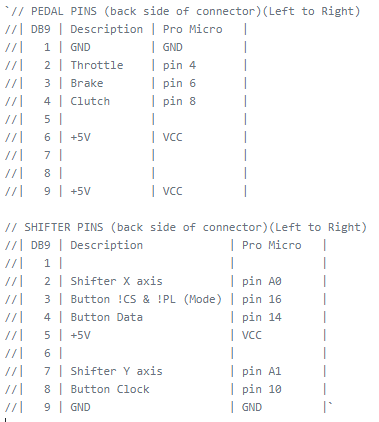 `// PEDAL PINS (back side of connector)(Left to Right)
//| DB9 | Description | Pro Micro   |
//|   1 | GND         | GND         |
//|   2 | Throttle    | pin 4       |
//|   3 | Brake       | pin 6       |
//|   4 | Clutch      | pin 8       |
//|   5 |             |             |
//|   6 | +5V         | VCC         |
//|   7 |             |             |
//|   8 |             |             |
//|   9 | +5V         | VCC         |

// SHIFTER PINS (back side of connector)(Left to Right)
//| DB9 | Description             | Pro Micro   |
//|   1 |                         |             |
//|   2 | Shifter X axis          | pin A0      |
//|   3 | Button !CS & !PL (Mode) | pin 16      |
//|   4 | Button Data             | pin 14      |
//|   5 | +5V                     | VCC         |
//|   6 |                         |             |
//|   7 | Shifter Y axis          | pin A1      |
//|   8 | Button Clock            | pin 10      |
//|   9 | GND                     | GND         |`